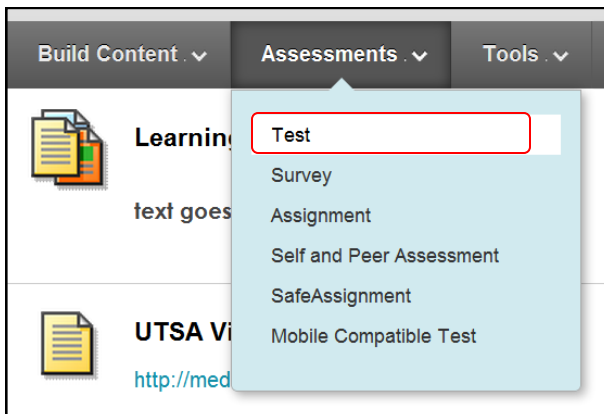 Build Content
Assessments
Tools
Learning
Test
Survey
text goes
Assignment
Self and Peer Assessment
SafeAssignment
UTSA Vi
Mobile Compatible Test
http://med